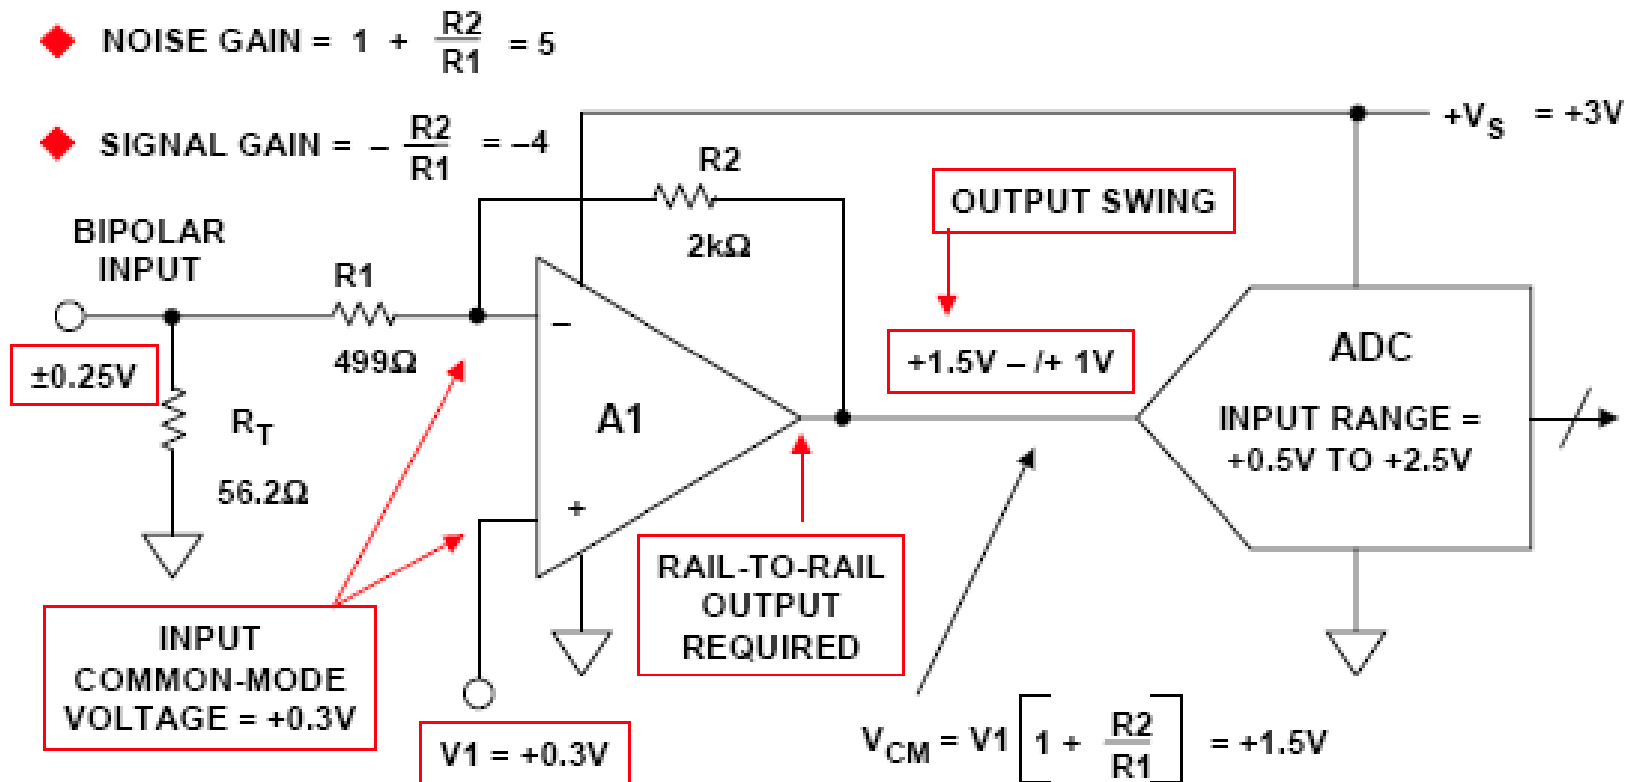 NOISE GAIN = 1 + R2/R1 = 5
SIGNAL GAIN = – R2/R1 = –4
+VS = +3V
R2
2kΩ
OUTPUT SWING
BIPOLAR
INPUT
R1
499Ω
±0.25V
RT
56.2Ω
–
A1
+
+1.5V – /+ 1V
ADC
INPUT RANGE =
+0.5V TO +2.5V
RAIL-TO-RAIL
OUTPUT
REQUIRED
INPUT
COMMON-MODE
VOLTAGE = +0.3V
V1 = +0.3V
VCM = V1 [ 1 + R2/R1 ] = +1.5V